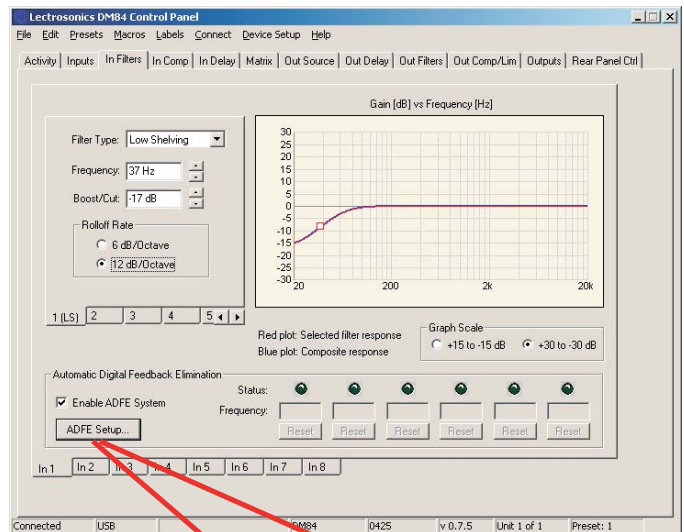 Lectrosonics DM84 Control Panel
File Edit Presets Macros Labels Connect Device Setup Help
Activity Inputs In Filters In Comp In Delay Matrix Out Source Out Delay Out Filters Out Comp/Lim Outputs Rear Panel Ctrl
Gain [dB] vs Frequency [Hz]
Filter Type: Low Shelving
Frequency: 37 Hz
Boost/Cut: -17 dB
Rolloff Rate
6 dB/Octave
12 dB/Octave
1 (LS) 2 3 4 5
30
25
20
15
10
5
0
-5
-10
-15
-20
-25
-30
20 200 2k 20k
Red plot: Selected filter response
Blue plot: Composite response
Graph Scale
+15 to -15 dB +30 to -30 dB
Automatic Digital Feedback Elimination
Status:
Enable ADFE System
Frequency:
ADFE Setup...
Reset Reset Reset Reset Reset Reset
In 1 In 2 In 3 In 4 In 5 In 6 In 7 In 8
Connected USB DM84 0425 v 0.7.5 Unit 1 of 1 Preset: 1